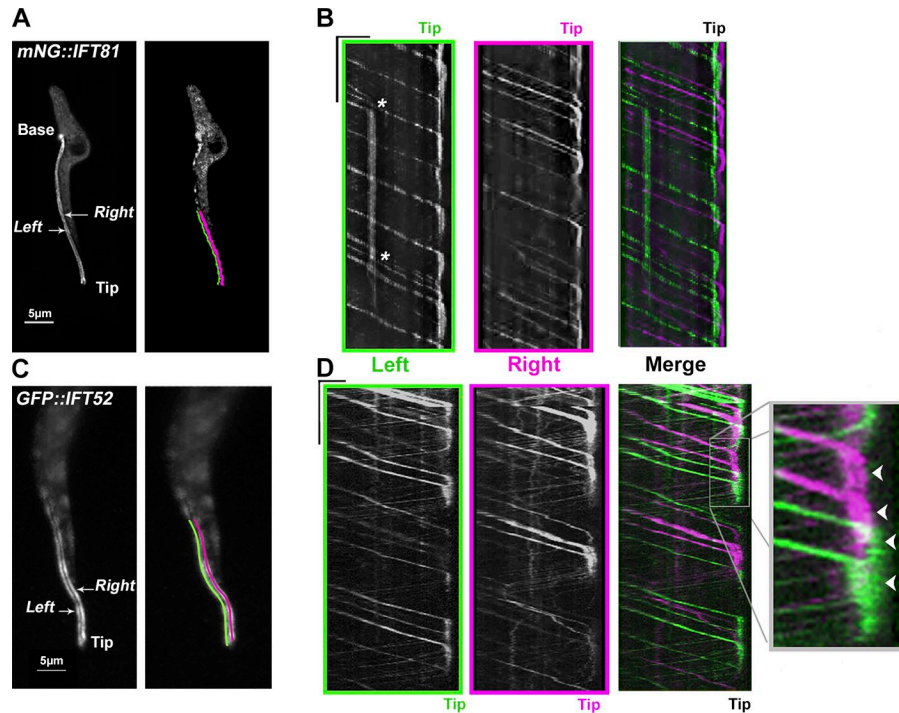 A
B
mNG::IFT81
Base
Right
Left
Tip
5µm
Tip
Tip
Tip
*
*
C
GFP::IFT52
Right
Left
Tip
5µm
D
Left
Right
Merge
Tip
Tip
Tip